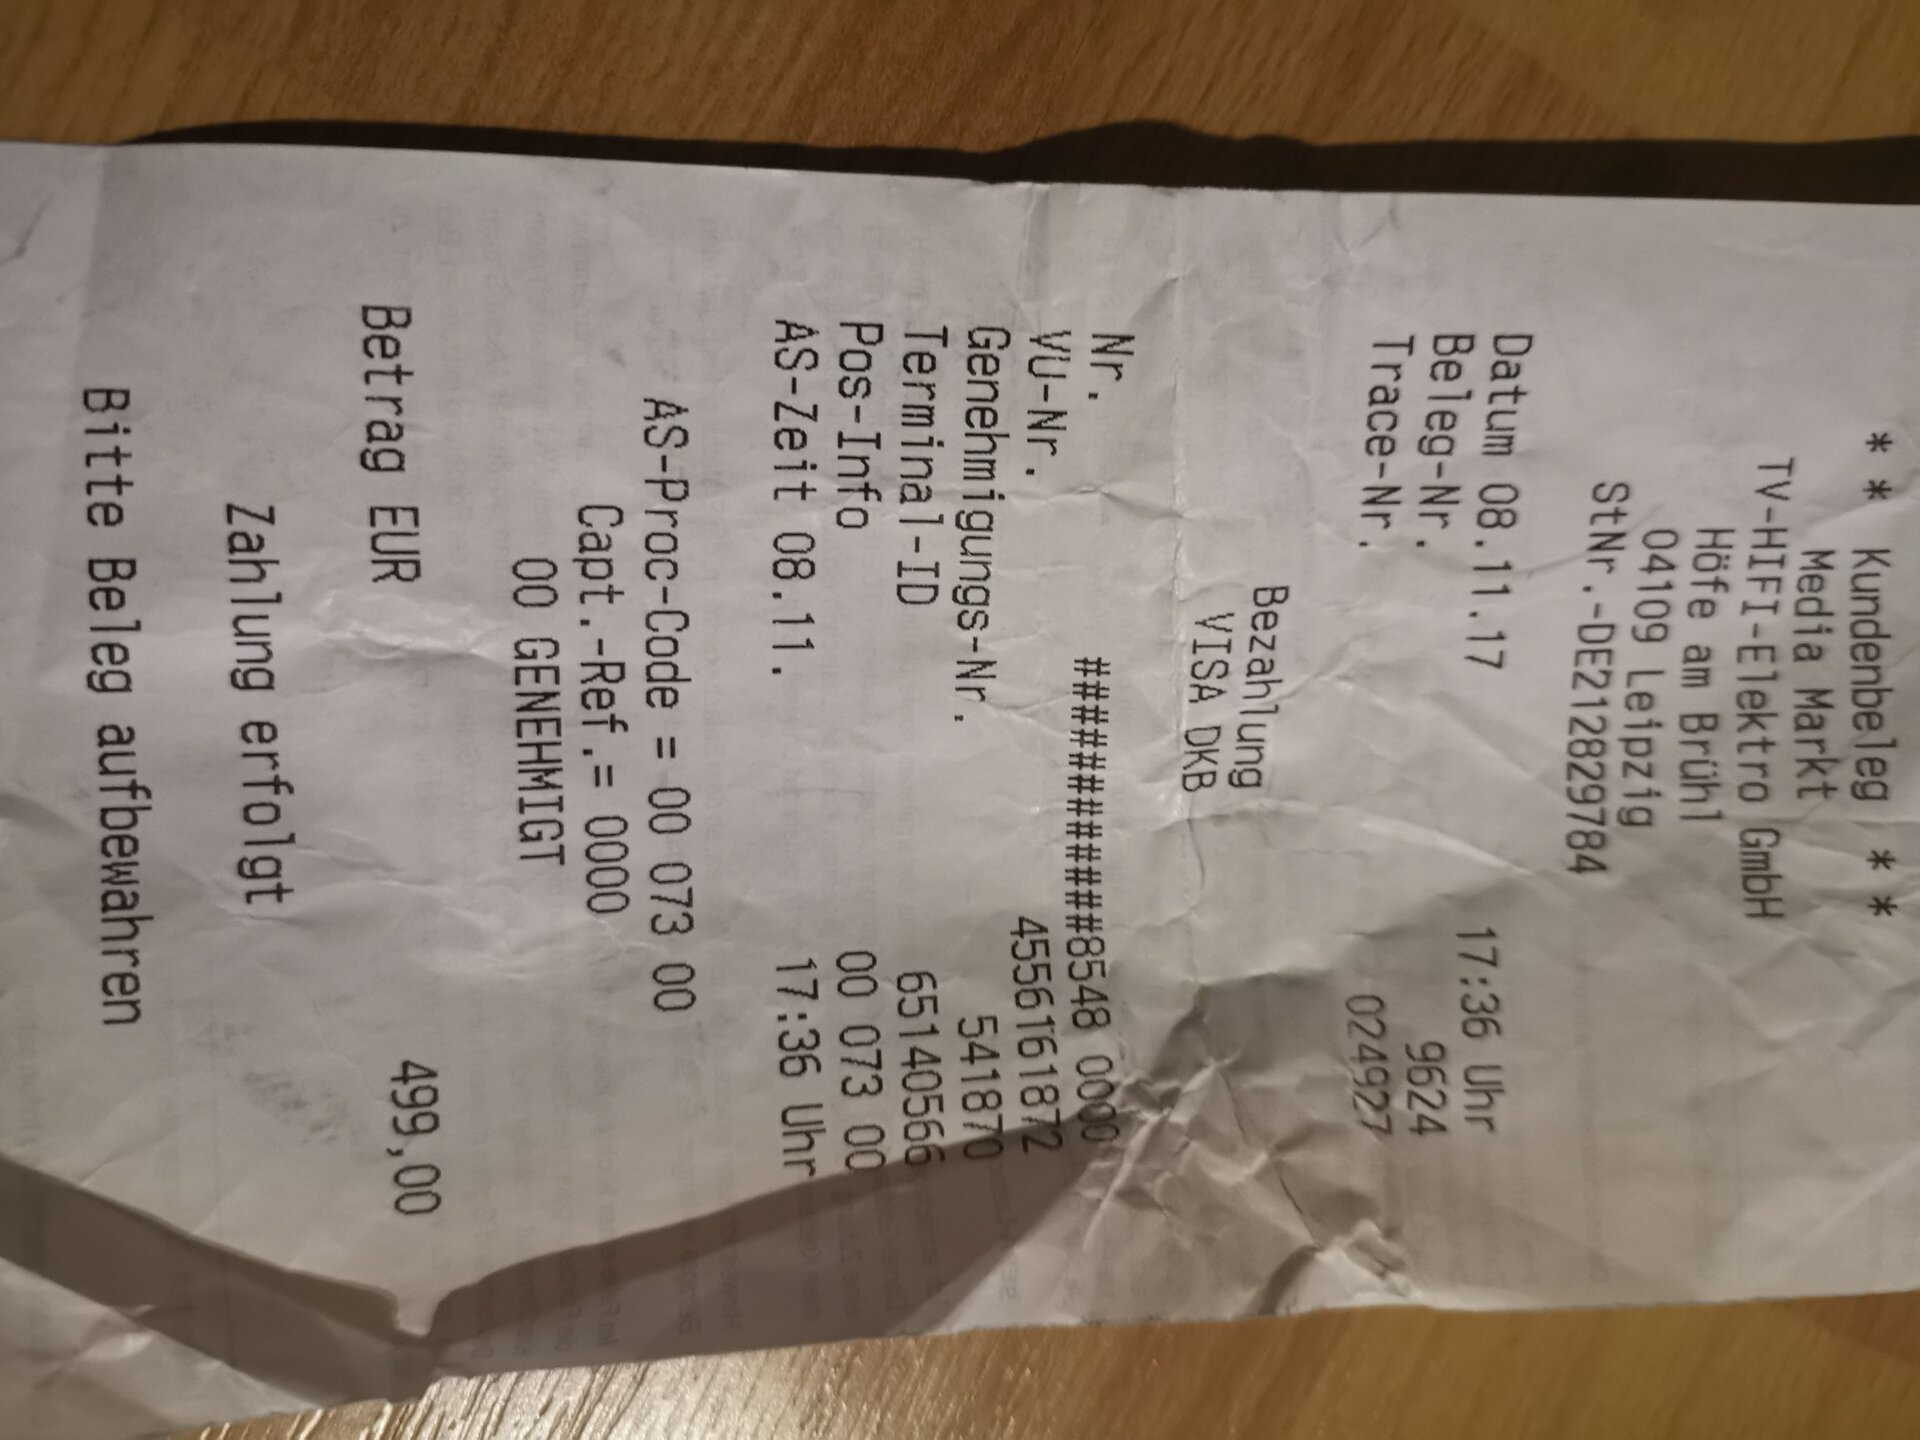 * * Kundenbeleg * *
Media Markt
TV-HIFI-Elektro GmbH
Höfe am Brühl
04109 Leipzig
StNr.-DE212829784
Datum 08.11.17 17:36 Uhr
Beleg-Nr. 9624
Trace-Nr. 024927
Bezahlung
VISA DKB
Nr. ################8548 0000
VU-Nr. 4556161872
Genehmigungs-Nr. 541870
Terminal-ID 65140566
Pos-Info 00 073 00
AS-Zeit 08.11. 17:36 Uhr
AS-Proc-Code = 00 073 00
Capt.-Ref.= 0000
00 GENEHMIGT
Betrag EUR 499,00
Zahlung erfolgt
Bitte Beleg aufbewahren